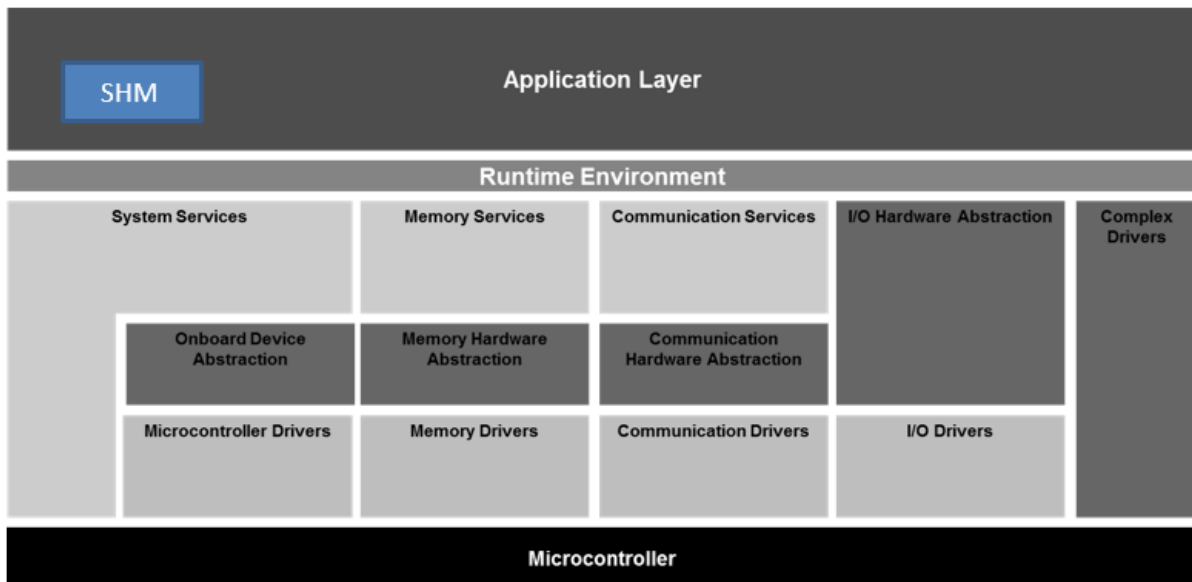 SHM
Application Layer
Runtime Environment
System Services
Memory Services
Communication Services
I/O Hardware Abstraction
Complex
Drivers
Onboard Device
Abstraction
Memory Hardware
Abstraction
Communication
Hardware Abstraction
Microcontroller Drivers
Memory Drivers
Communication Drivers
I/O Drivers
Microcontroller